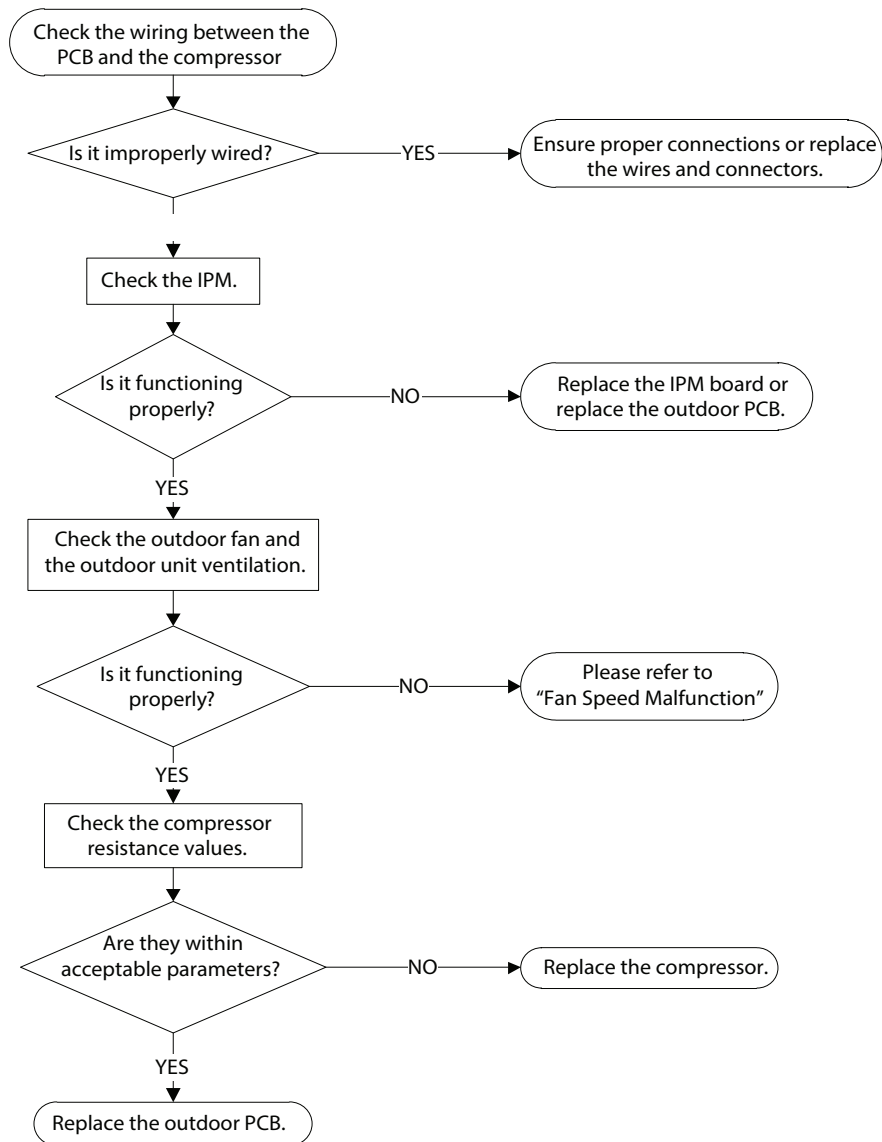 Check the wiring between the
PCB and the compressor
Is it improperly wired?
YES
Ensure proper connections or replace
the wires and connectors.
Check the IPM.
Is it functioning
properly?
NO
Replace the IPM board or
replace the outdoor PCB.
YES
Check the outdoor fan and
the outdoor unit ventilation.
Is it functioning
properly?
NO
Please refer to
“Fan Speed Malfunction”
YES
Check the compressor
resistance values.
Are they within
acceptable parameters?
NO
Replace the compressor.
YES
Replace the outdoor PCB.